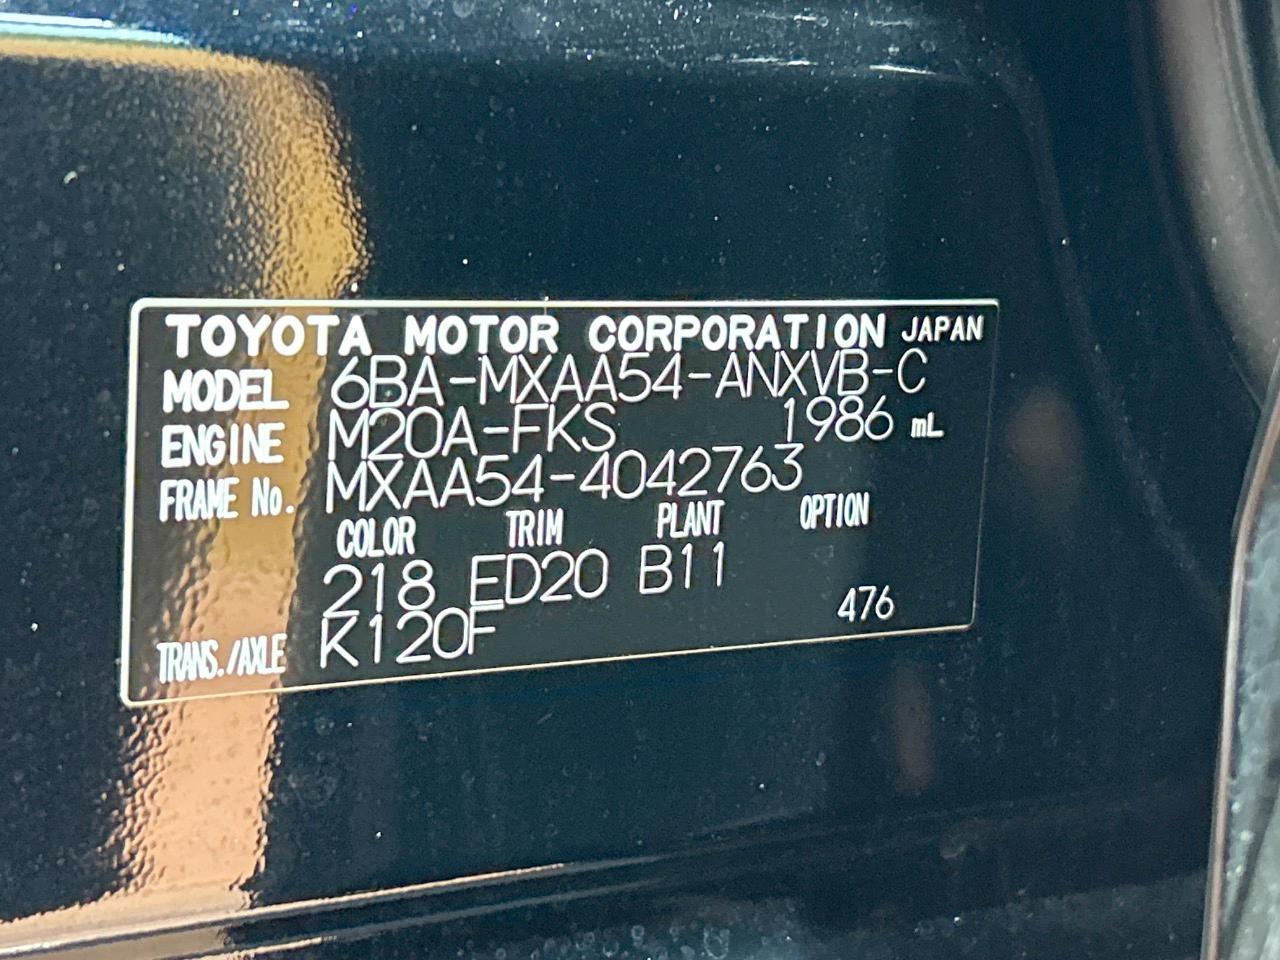 TOYOTA MOTOR CORPORATION JAPAN
MODEL 6BA-MXAA54-ANXVB-C
ENGINE M20A-FKS 1986 mL
FRAME No. MXAA54-4042763
COLOR TRIM PLANT OPTION
218 ED20 B11
TRANS./AXLE K120F 476